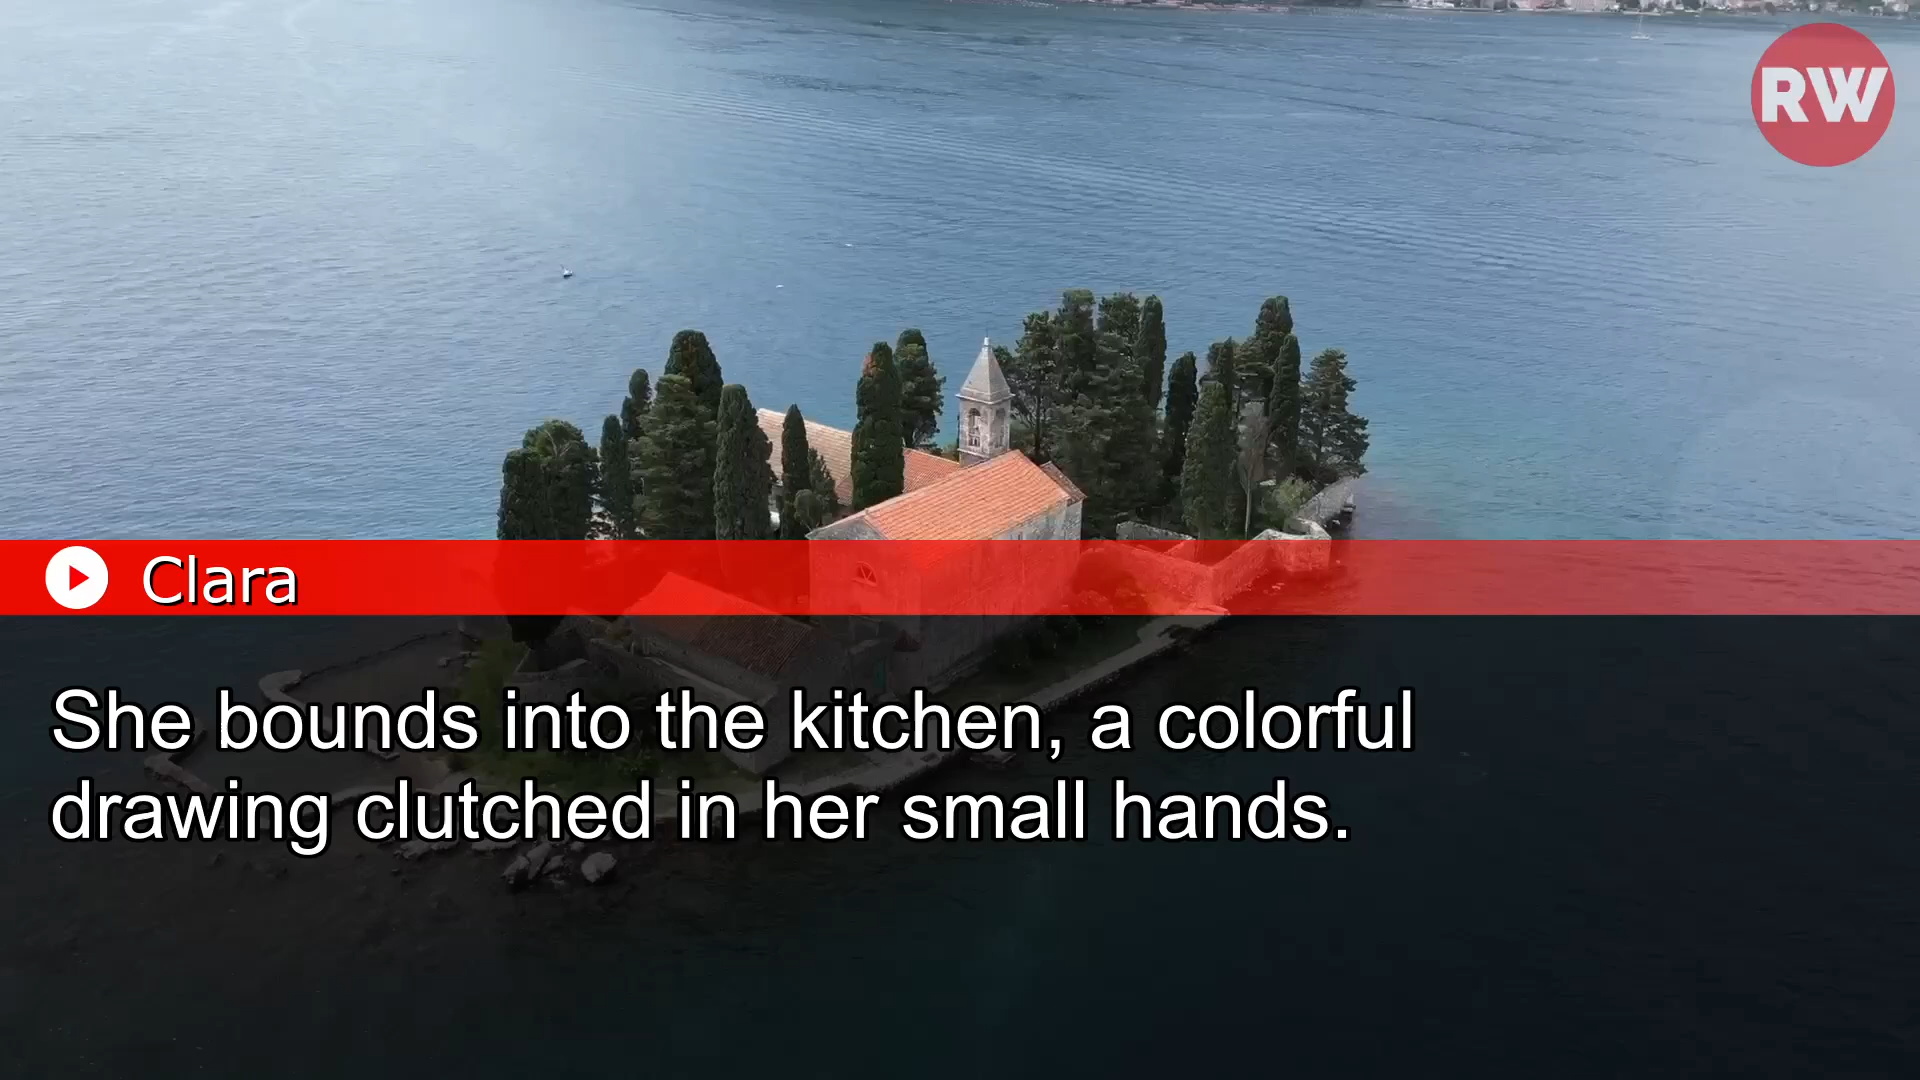 RW
Clara
She bounds into the kitchen, a colorful
drawing clutched in her small hands.